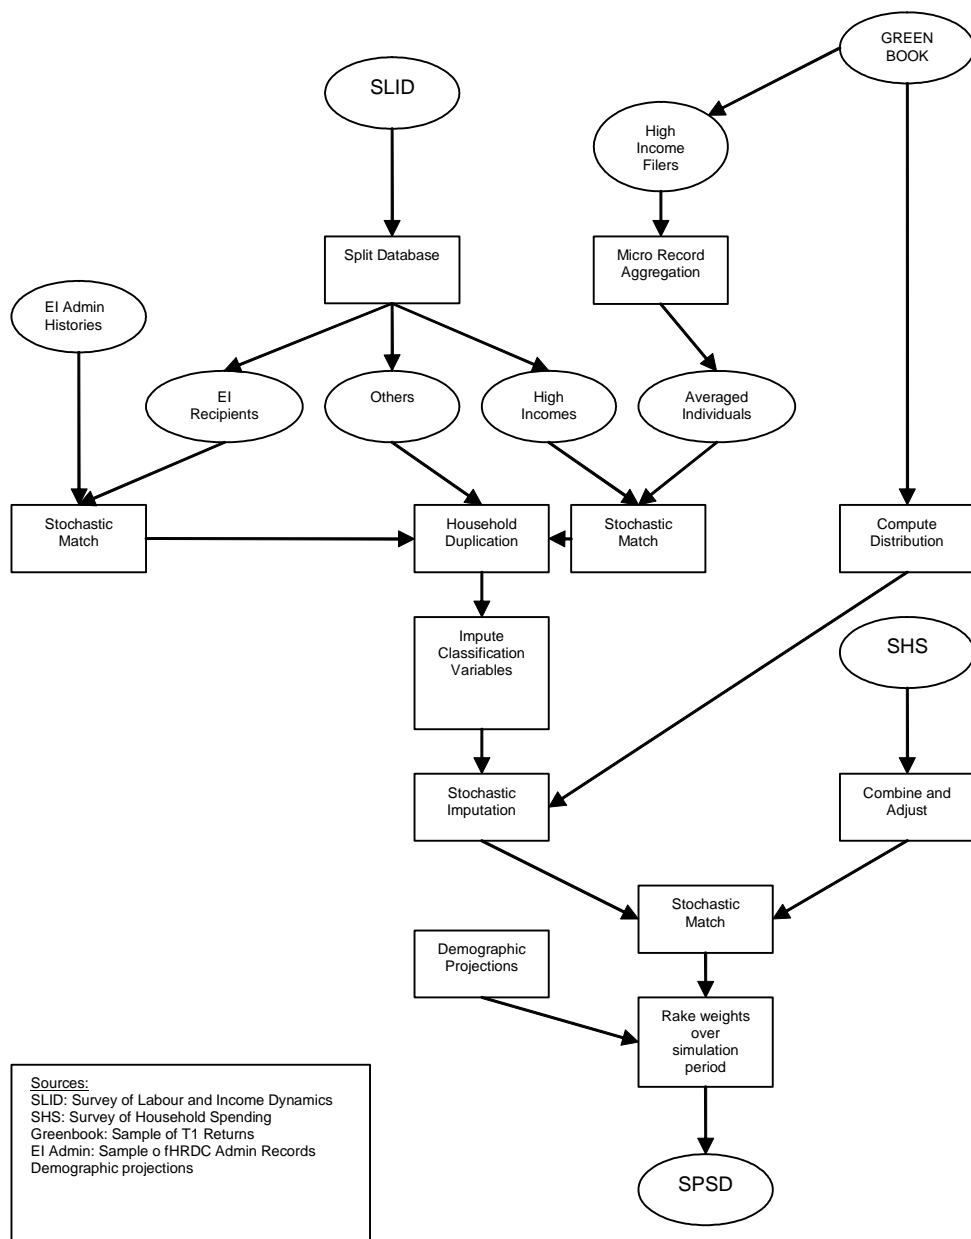 GREEN
BOOK
SLID
High
Income
Filers
Split Database
Micro Record
Aggregation
EI Admin
Histories
EI
Recipients
Others
High
Incomes
Averaged
Individuals
Stochastic
Match
Household
Duplication
Stochastic
Match
Compute
Distribution
Impute
Classification
Variables
SHS
Stochastic
Imputation
Combine and
Adjust
Stochastic
Match
Demographic
Projections
Rake weights
over
simulation
period
Sources:
SLID: Survey of Labour and Income Dynamics
SHS: Survey of Household Spending
Greenbook: Sample of T1 Returns
EI Admin: Sample o fHRDC Admin Records
Demographic projections
SPSD